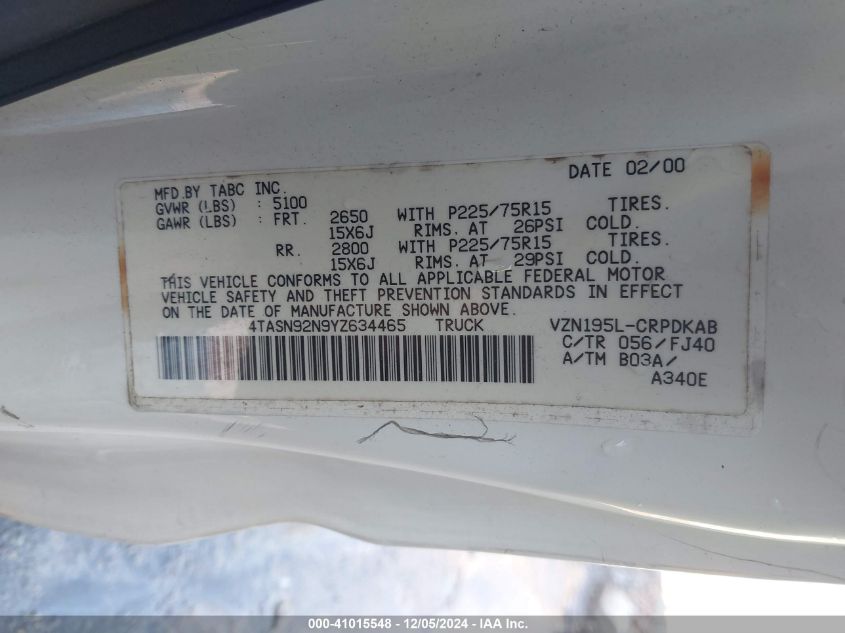 DATE 02/00
MFD.BY TABC INC.
GVWR (LBS) : 5100
GAWR (LBS) : FRT. 2650 WITH P225/75R15 TIRES.
15X6J RIMS. AT 26PSI COLD.
RR. 2800 WITH P225/75R15 TIRES.
15X6J RIMS. AT 29PSI COLD.
THIS VEHICLE CONFORMS TO ALL APPLICABLE FEDERAL MOTOR
VEHICLE SAFETY AND THEFT PREVENTION STANDARDS IN EFFECT
ON THE DATE OF MANUFACTURE SHOWN ABOVE.
4TASN92N9YZ634465 TRUCK VZN195L-CRPDKAB
C/TR 056/FJ40
A/TM B03A/
A340E
000-41015548 - 12/05/2024 - IAA Inc.